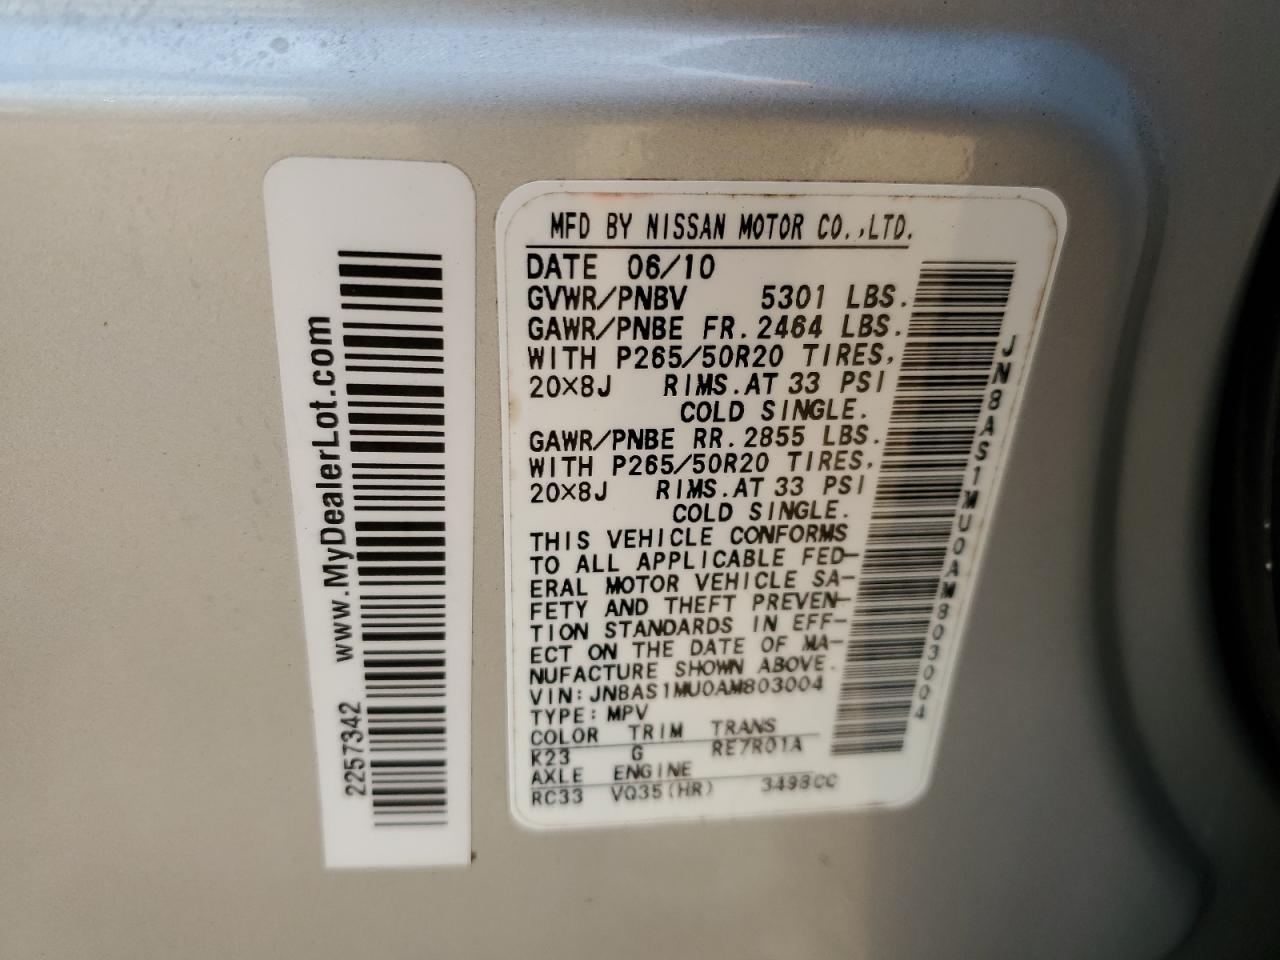 www.MyDealerLot.com
2257342
MFD BY NISSAN MOTOR CO.,LTD.
DATE 06/10
GVWR/PNBV 5301 LBS.
GAWR/PNBE FR. 2464 LBS.
WITH P265/50R20 TIRES,
20X8J RIMS. AT 33 PSI
COLD SINGLE.
GAWR/PNBE RR. 2855 LBS.
WITH P265/50R20 TIRES,
20X8J RIMS. AT 33 PSI
COLD SINGLE.
THIS VEHICLE CONFORMS
TO ALL APPLICABLE FED-
ERAL MOTOR VEHICLE SA-
FETY AND THEFT PREVEN-
TION STANDARDS IN EFF-
ECT ON THE DATE OF MA-
NUFACTURE SHOWN ABOVE.
VIN: JN8AS1MU0AM803004
TYPE: MPV
COLOR TRIM TRANS
K23 G RE7R01A
AXLE ENGINE
RC33 VQ35(HR) 3498CC
JN8AS1MU0AM803004